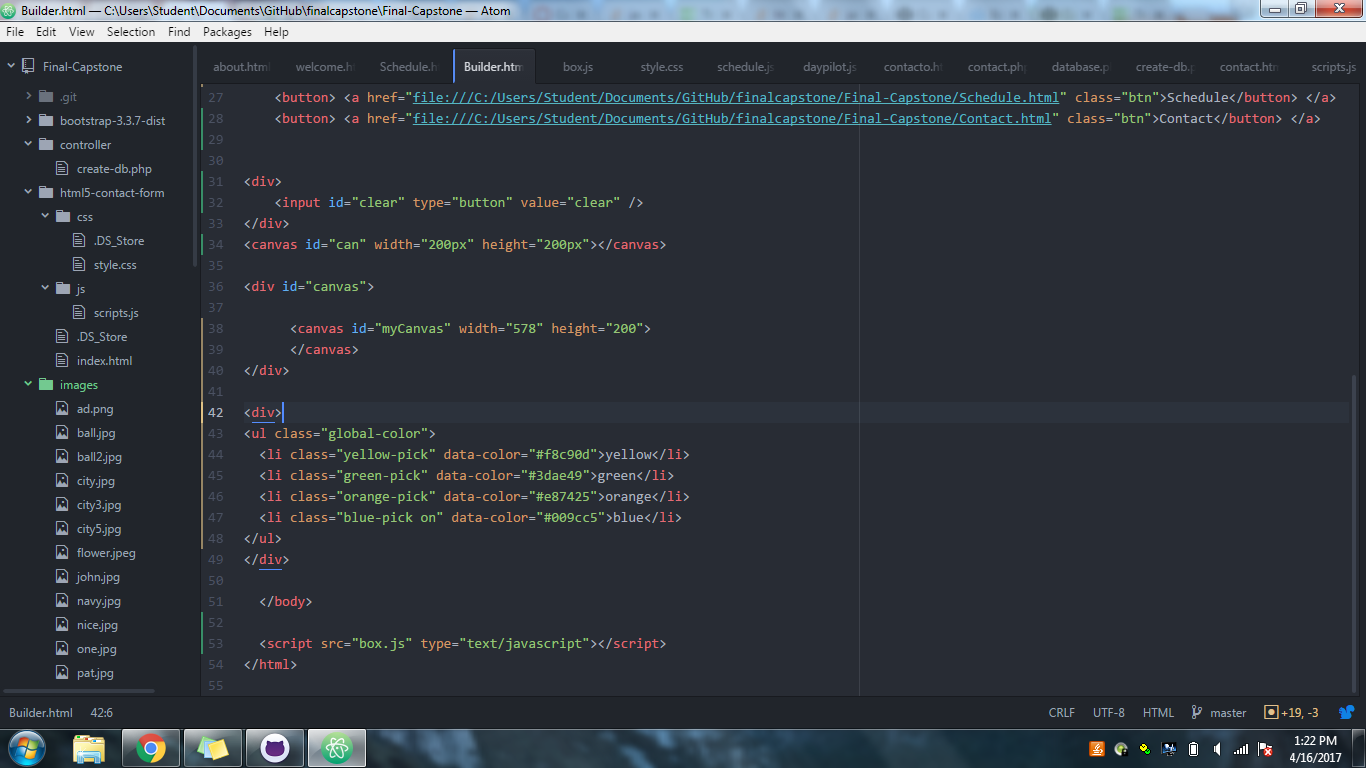 Builder.html — C:\Users\Student\Documents\GitHub\finalcapstone\Final-Capstone — Atom
File Edit View Selection Find Packages Help
Final-Capstone
.git
bootstrap-3.3.7-dist
controller
create-db.php
html5-contact-form
css
.DS_Store
style.css
js
scripts.js
.DS_Store
index.html
images
ad.png
ball.jpg
ball2.jpg
city.jpg
city3.jpg
city5.jpg
flower.jpeg
john.jpg
navy.jpg
nice.jpg
one.jpg
pat.jpg
about.html welcome.h Schedule.h Builder.htm box.js style.css schedule.js daypilot.js contacto.h contact.php database.p create-db.p contact.htm scripts.js
27 <button> <a href="file:///C:/Users/Student/Documents/GitHub/finalcapstone/Final-Capstone/Schedule.html" class="btn">Schedule</button> </a>
28 <button> <a href="file:///C:/Users/Student/Documents/GitHub/finalcapstone/Final-Capstone/Contact.html" class="btn">Contact</button> </a>
29
30
31 <div>
32 <input id="clear" type="button" value="clear" />
33 </div>
34 <canvas id="can" width="200px" height="200px"></canvas>
35
36 <div id="canvas">
37
38 <canvas id="myCanvas" width="578" height="200">
39 </canvas>
40 </div>
41
42 <div>
43 <ul class="global-color">
44 <li class="yellow-pick" data-color="#f8c90d">yellow</li>
45 <li class="green-pick" data-color="#3dae49">green</li>
46 <li class="orange-pick" data-color="#e87425">orange</li>
47 <li class="blue-pick on" data-color="#009cc5">blue</li>
48 </ul>
49 </div>
50
51 </body>
52
53 <script src="box.js" type="text/javascript"></script>
54 </html>
55
Builder.html 42:6 CRLF UTF-8 HTML master +19, -3
1:22 PM
4/16/2017